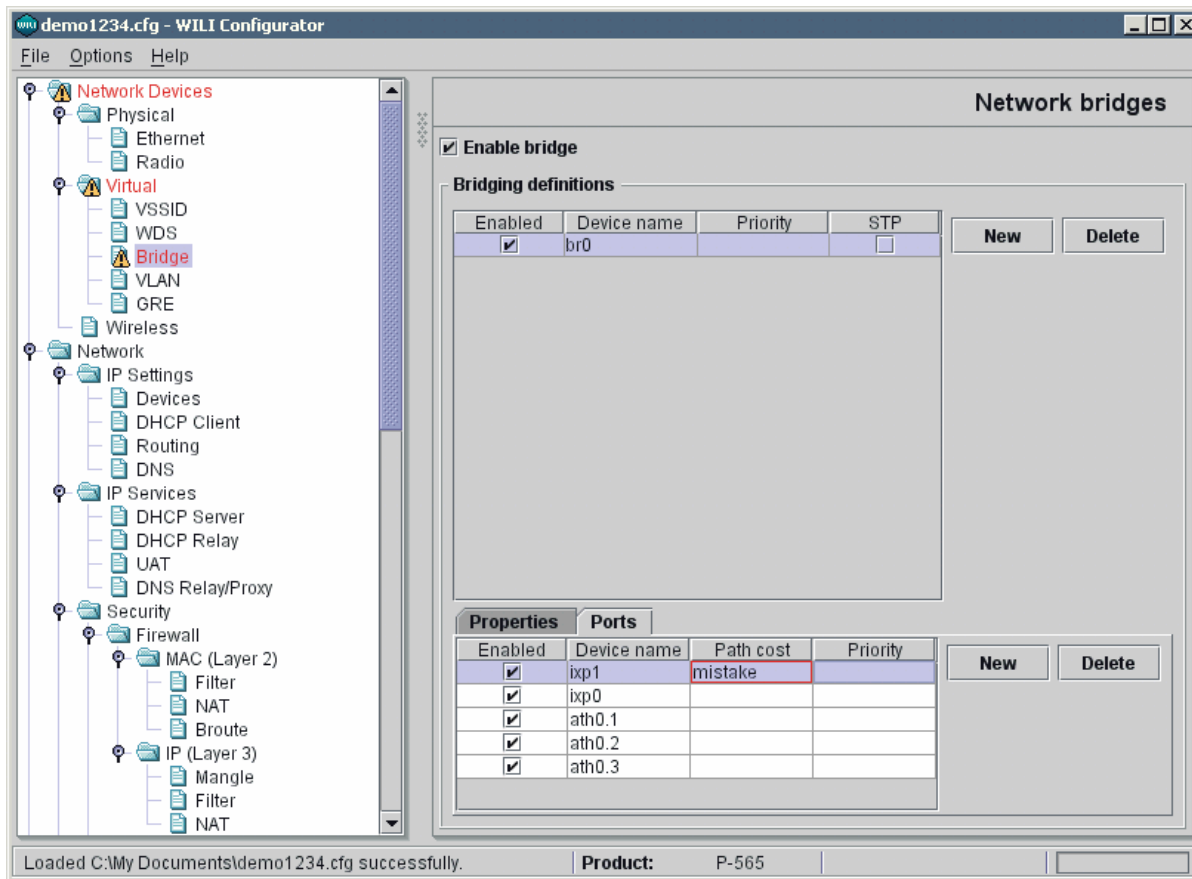 WILI demo1234.cfg - WILI Configurator
File Options Help
Network Devices
Physical
Ethernet
Radio
Virtual
VSSID
WDS
Bridge
VLAN
GRE
Wireless
Network
IP Settings
Devices
DHCP Client
Routing
DNS
IP Services
DHCP Server
DHCP Relay
UAT
DNS Relay/Proxy
Security
Firewall
MAC (Layer 2)
Filter
NAT
Broute
IP (Layer 3)
Mangle
Filter
NAT
Network bridges
Enable bridge
Bridging definitions
Enabled Device name Priority STP
br0
New Delete
Properties Ports
Enabled Device name Path cost Priority
ixp1 mistake
ixp0
ath0.1
ath0.2
ath0.3
New Delete
Loaded C:\My Documents\demo1234.cfg successfully. Product: P-565